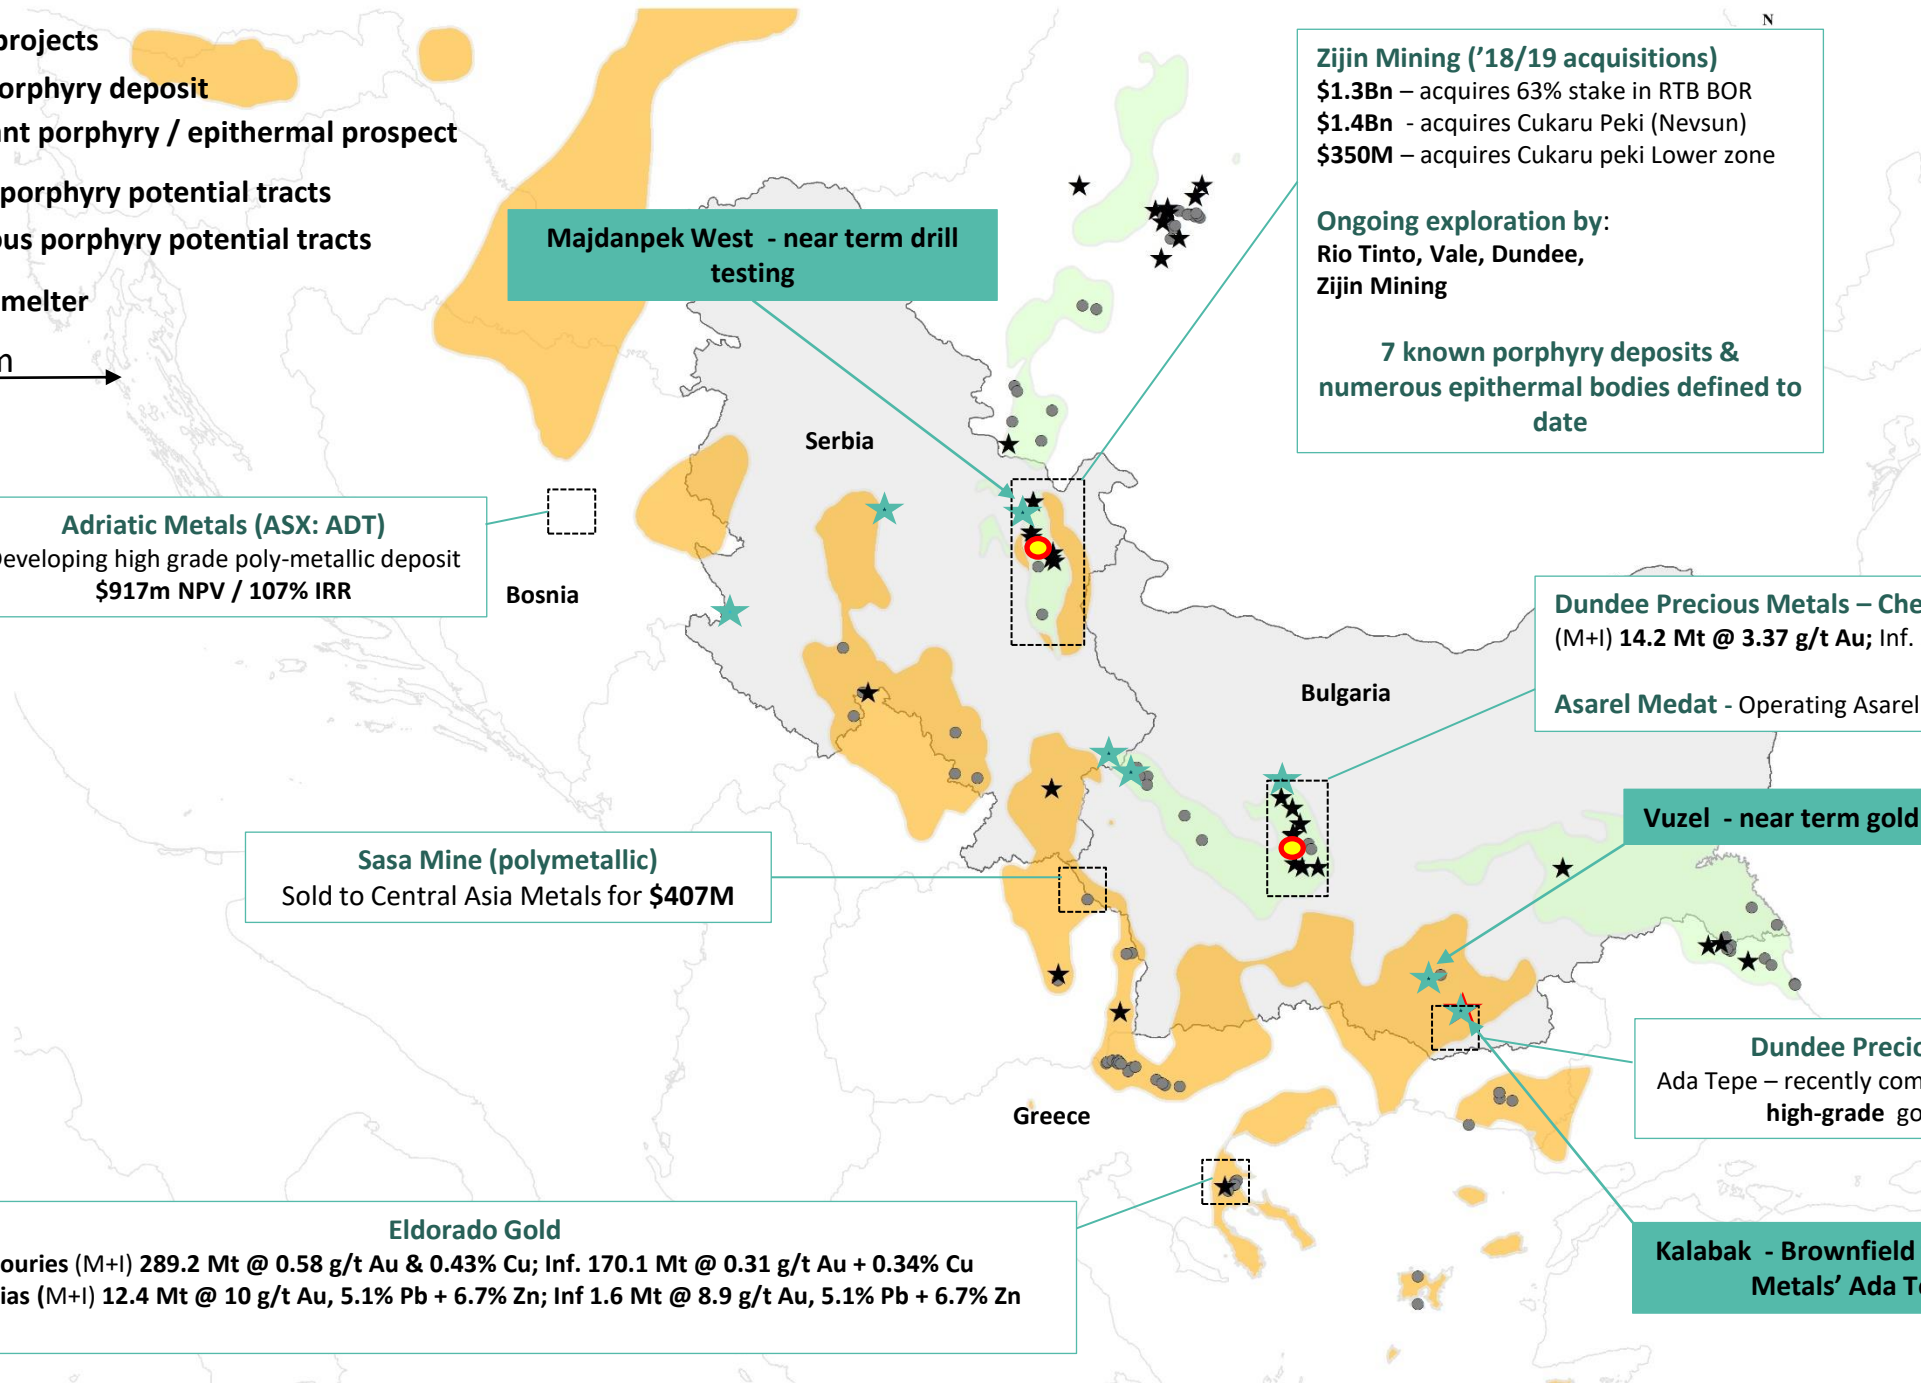 projects
orphyry deposit
nt porphyry / epithermal prospect
porphyry potential tracts
us porphyry potential tracts
melter
m
N
Zijin Mining ('18/19 acquisitions)
$1.3Bn – acquires 63% stake in RTB BOR
$1.4Bn - acquires Cukaru Peki (Nevsun)
$350M – acquires Cukaru peki Lower zone
Ongoing exploration by:
Rio Tinto, Vale, Dundee,
Zijin Mining
7 known porphyry deposits &
numerous epithermal bodies defined to
date
Majdanpek West - near term drill
testing
Serbia
Adriatic Metals (ASX: ADT)
Developing high grade poly-metallic deposit
$917m NPV / 107% IRR
Bosnia
Dundee Precious Metals – Che
(M+I) 14.2 Mt @ 3.37 g/t Au; Inf.
Asarel Medat - Operating Asarel
Bulgaria
Vuzel - near term gold
Sasa Mine (polymetallic)
Sold to Central Asia Metals for $407M
Dundee Precio
Ada Tepe – recently com
high-grade go
Greece
Eldorado Gold
ouries (M+I) 289.2 Mt @ 0.58 g/t Au & 0.43% Cu; Inf. 170.1 Mt @ 0.31 g/t Au + 0.34% Cu
ias (M+I) 12.4 Mt @ 10 g/t Au, 5.1% Pb + 6.7% Zn; Inf 1.6 Mt @ 8.9 g/t Au, 5.1% Pb + 6.7% Zn
Kalabak - Brownfield
Metals' Ada Te